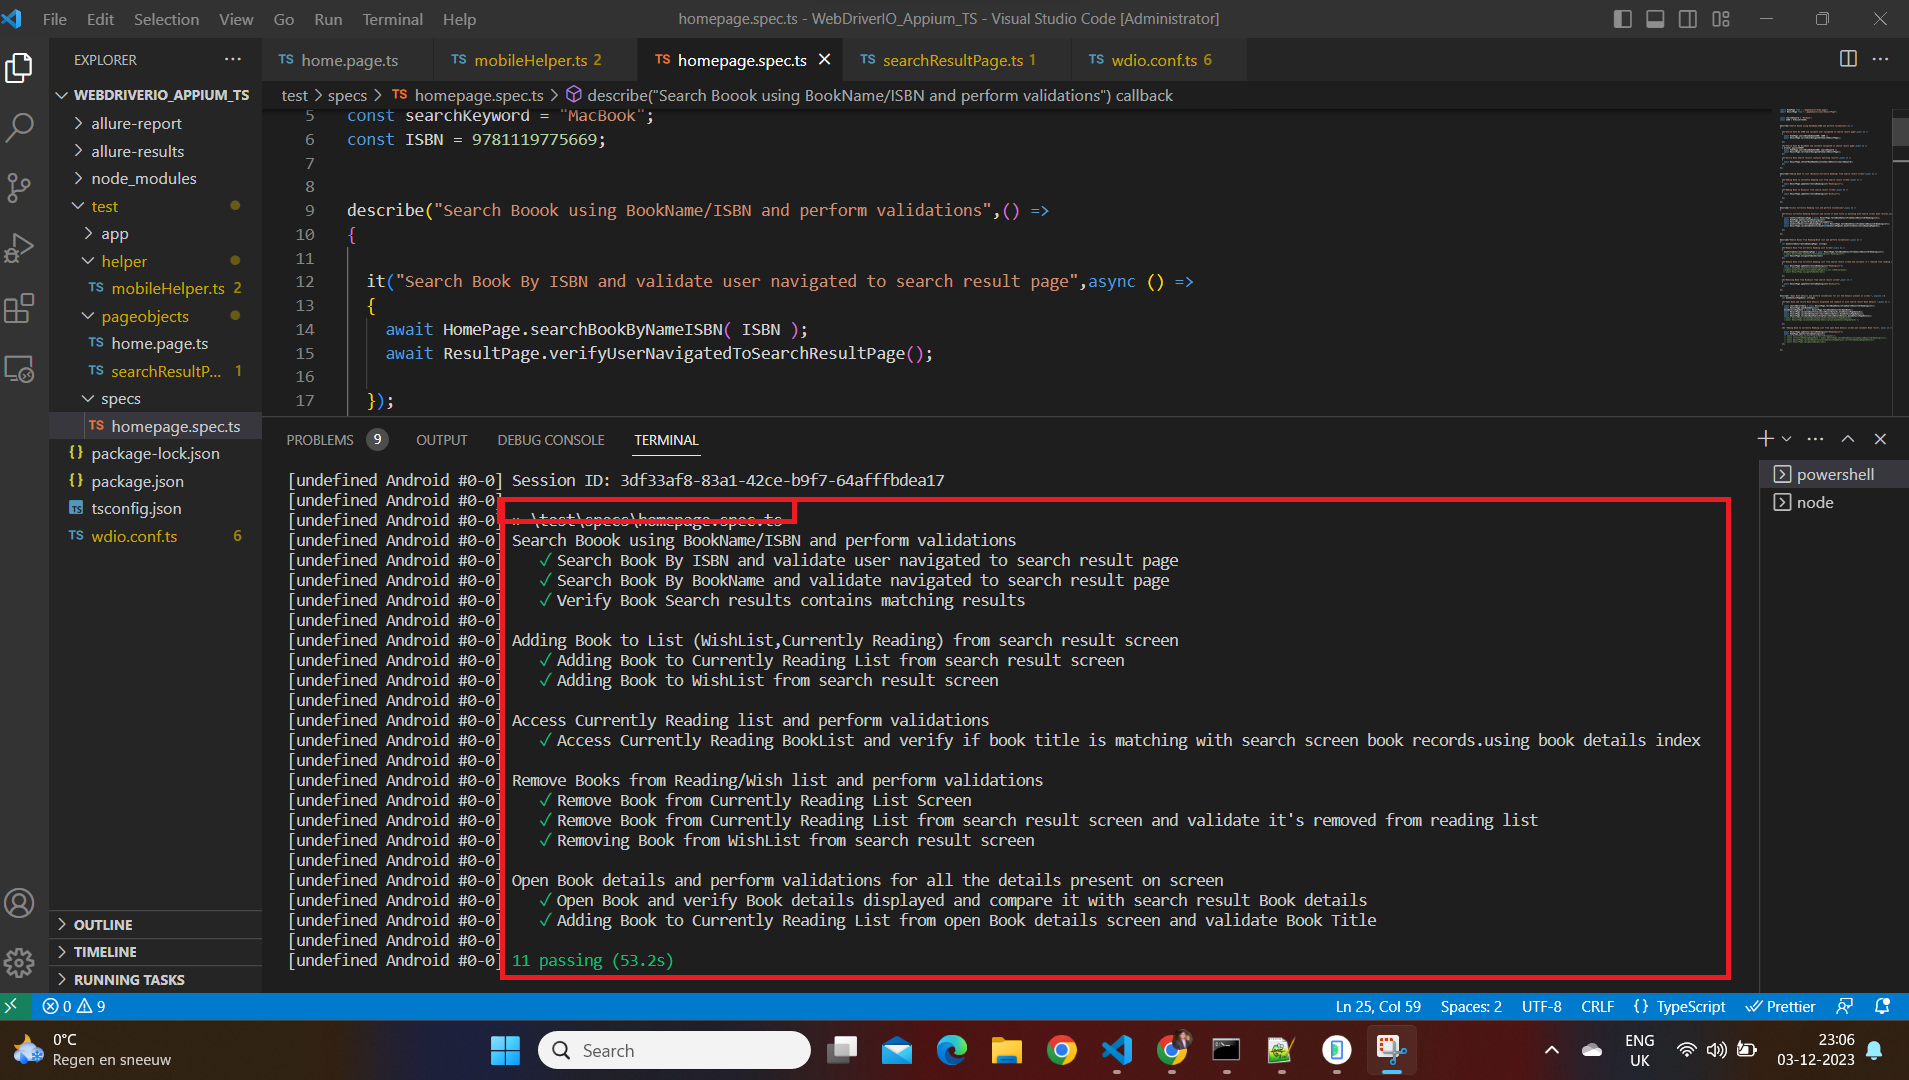 File Edit Selection View Go Run Terminal Help
homepage.spec.ts - WebDriverIO_Appium_TS - Visual Studio Code [Administrator]
EXPLORER
TS home.page.ts
TS mobileHelper.ts 2
TS homepage.spec.ts
TS searchResultPage.ts 1
TS wdio.conf.ts 6
test > specs > TS homepage.spec.ts > describe("Search Boook using BookName/ISBN and perform validations") callback
WEBDRIVERIO_APPIUM_TS
allure-report
allure-results
node_modules
test
app
helper
TS mobileHelper.ts 2
pageobjects
TS home.page.ts
TS searchResultP... 1
specs
TS homepage.spec.ts
{} package-lock.json
{} package.json
TS tsconfig.json
TS wdio.conf.ts 6
OUTLINE
TIMELINE
RUNNING TASKS
5 const searchKeyword = "MacBook";
6 const ISBN = 9781119775669;
7
8
9 describe("Search Boook using BookName/ISBN and perform validations",() =>
10 {
11
12 it("Search Book By ISBN and validate user navigated to search result page",async () =>
13 {
14 await HomePage.searchBookByNameISBN( ISBN );
15 await ResultPage.verifyUserNavigatedToSearchResultPage();
16
17 });
PROBLEMS 9 OUTPUT DEBUG CONSOLE TERMINAL
powershell
node
[undefined Android #0-0] Session ID: 3df33af8-83a1-42ce-b9f7-64afffbdea17
[undefined Android #0-0]
[undefined Android #0-0] » \test\specs\homepage.spec.ts
[undefined Android #0-0] Search Boook using BookName/ISBN and perform validations
[undefined Android #0-0] ✓ Search Book By ISBN and validate user navigated to search result page
[undefined Android #0-0] ✓ Search Book By BookName and validate navigated to search result page
[undefined Android #0-0] ✓ Verify Book Search results contains matching results
[undefined Android #0-0]
[undefined Android #0-0] Adding Book to List (WishList,Currently Reading) from search result screen
[undefined Android #0-0] ✓ Adding Book to Currently Reading List from search result screen
[undefined Android #0-0] ✓ Adding Book to WishList from search result screen
[undefined Android #0-0]
[undefined Android #0-0] Access Currently Reading list and perform validations
[undefined Android #0-0] ✓ Access Currently Reading BookList and verify if book title is matching with search screen book records.using book details index
[undefined Android #0-0]
[undefined Android #0-0] Remove Books from Reading/Wish list and perform validations
[undefined Android #0-0] ✓ Remove Book from Currently Reading List Screen
[undefined Android #0-0] ✓ Remove Book from Currently Reading List from search result screen and validate it's removed from reading list
[undefined Android #0-0] ✓ Removing Book from WishList from search result screen
[undefined Android #0-0]
[undefined Android #0-0] Open Book details and perform validations for all the details present on screen
[undefined Android #0-0] ✓ Open Book and verify Book details displayed and compare it with search result Book details
[undefined Android #0-0] ✓ Adding Book to Currently Reading List from open Book details screen and validate Book Title
[undefined Android #0-0]
[undefined Android #0-0] 11 passing (53.2s)
0 9
Ln 25, Col 59 Spaces: 2 UTF-8 CRLF {} TypeScript Prettier
0°C
Regen en sneeuw
Search
ENG
UK
23:06
03-12-2023